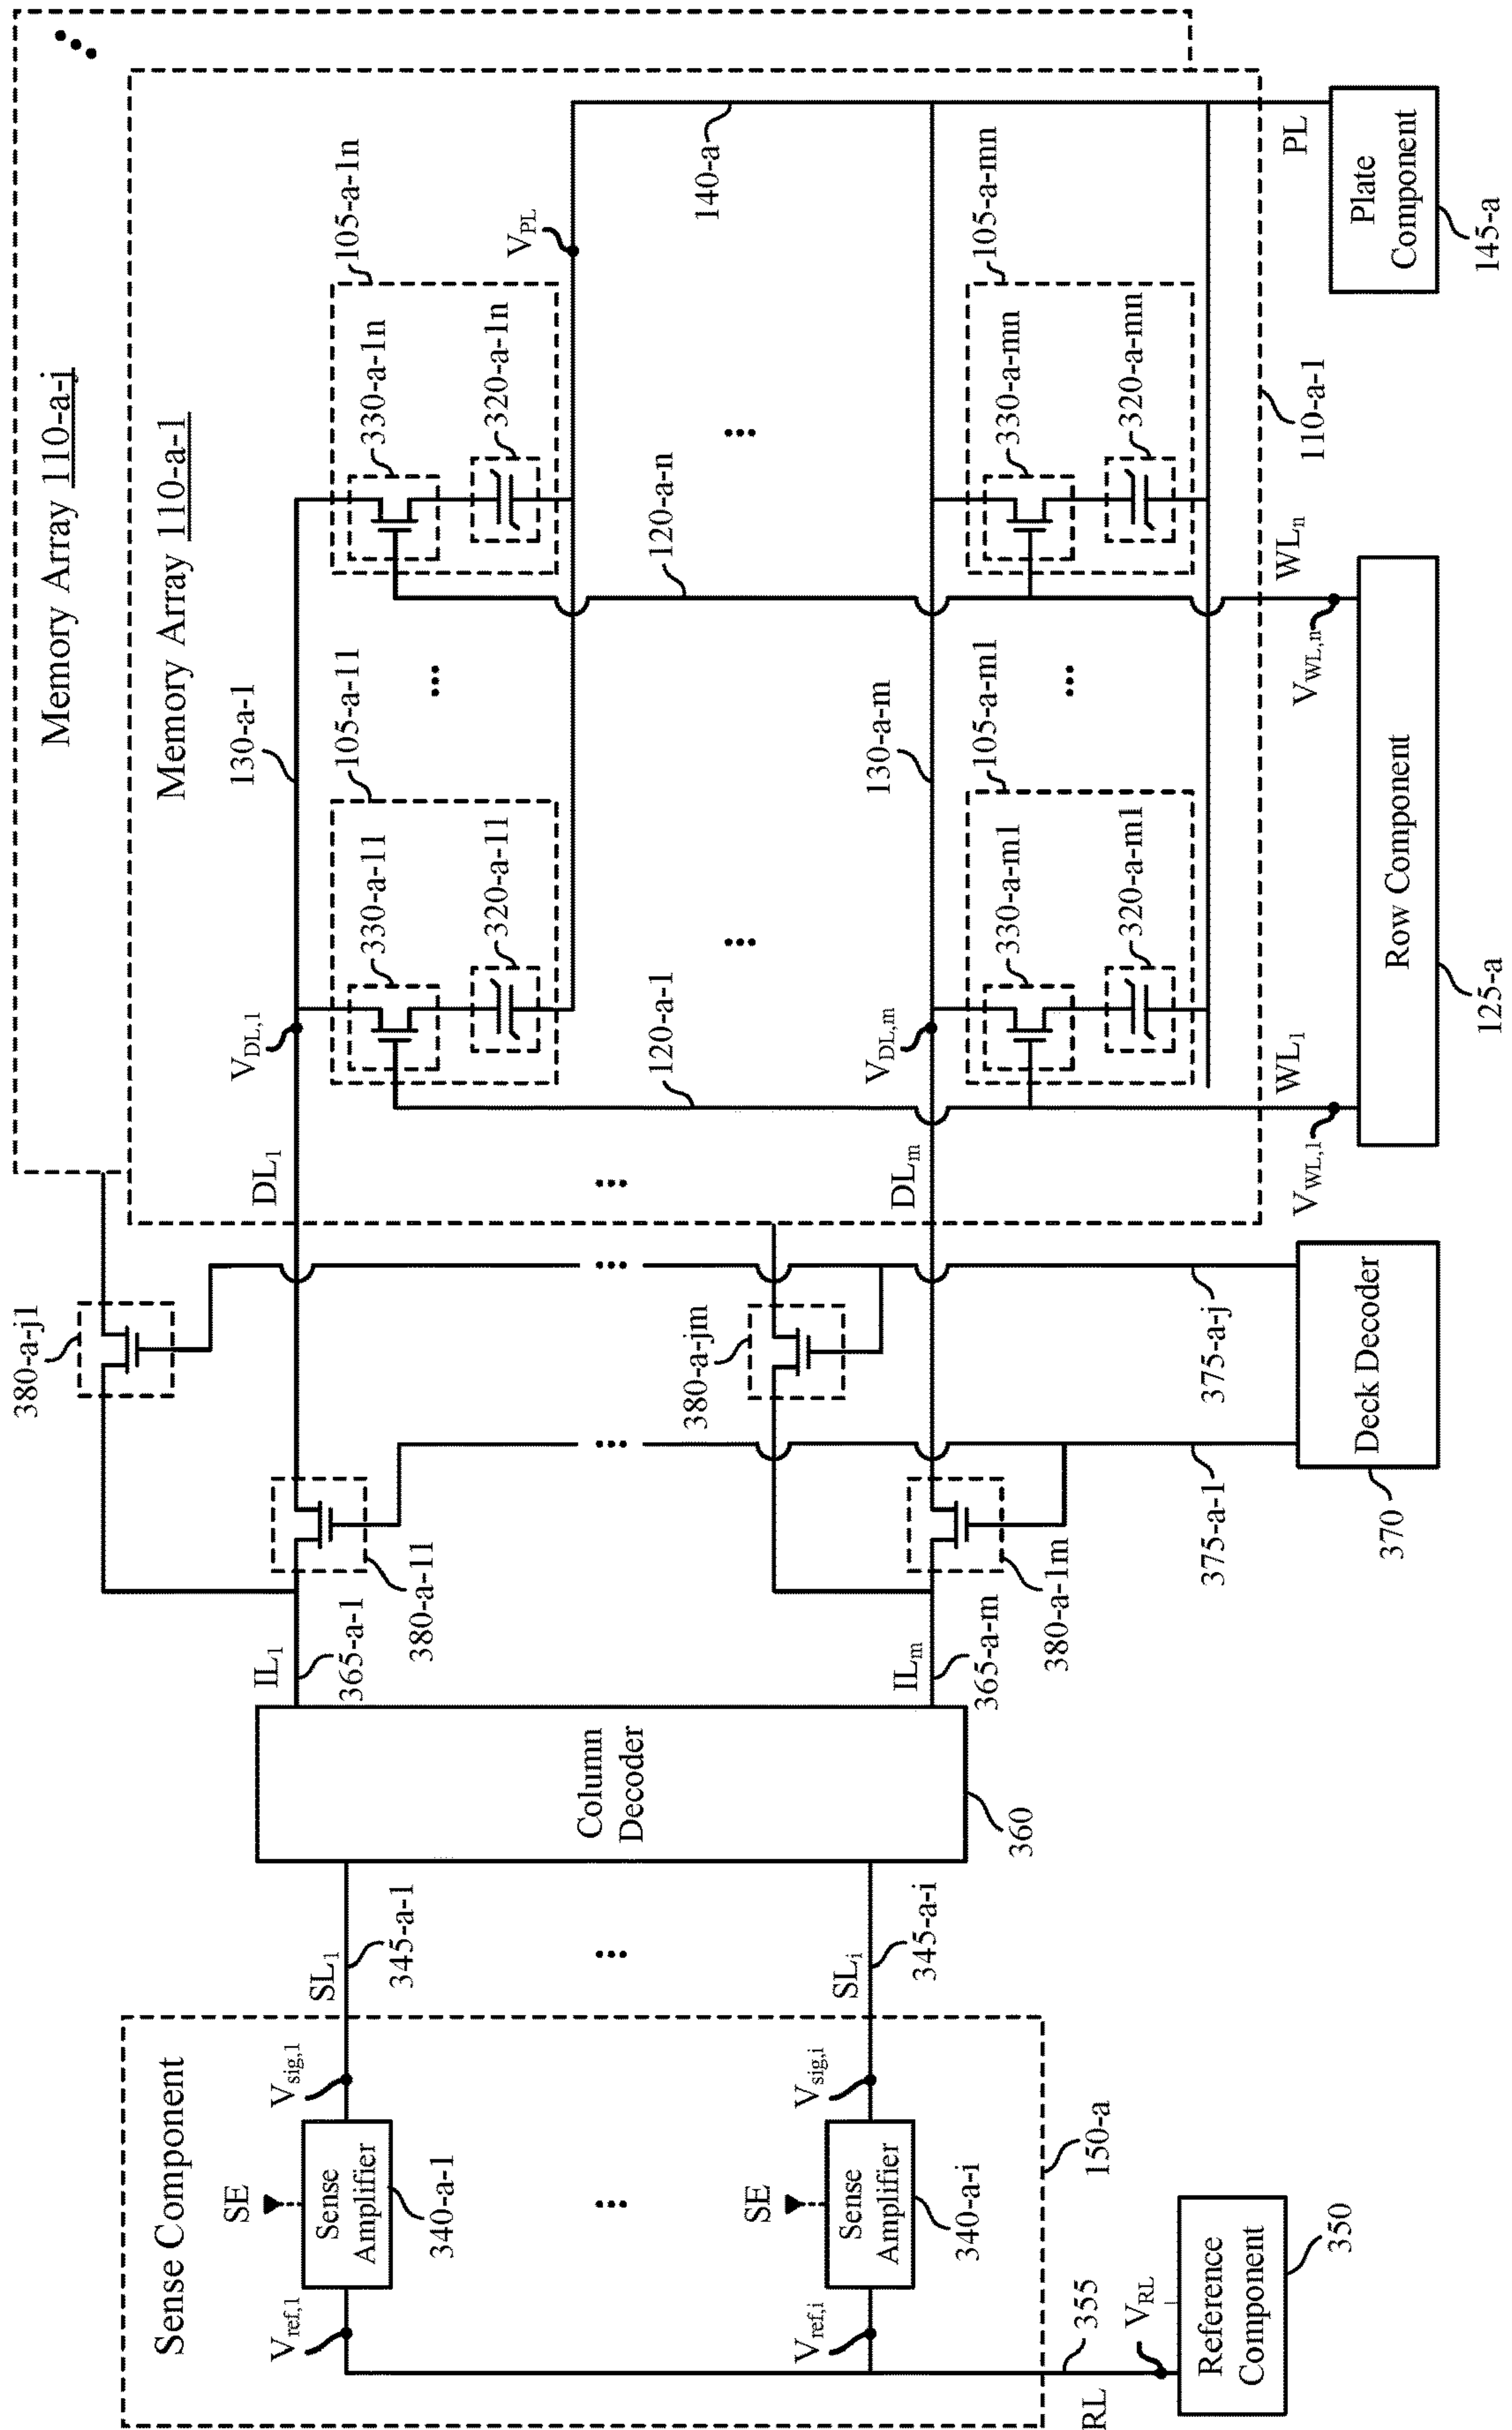 Memory Array 110-a-j
Memory Array 110-a-1
Sense Component
SE
Sense
Amplifier
340-a-1
V_ref,1
V_sig,1
SL_1
345-a-1
...
SE
Sense
Amplifier
340-a-i
V_ref,i
V_sig,i
SL_i
345-a-i
...
150-a
RL
355
V_RL
Reference
Component
350
Column
Decoder
360
IL_1
365-a-1
IL_m
365-a-m
380-a-j1
380-a-11
380-a-jm
380-a-1m
...
...
375-a-1
375-a-j
Deck Decoder
370
DL_1
V_DL,1
130-a-1
105-a-11
330-a-11
320-a-11
...
105-a-1n
330-a-1n
320-a-1n
V_PL
...
120-a-1
...
120-a-n
...
140-a
DL_m
V_DL,m
130-a-m
105-a-m1
330-a-m1
320-a-m1
...
105-a-mn
330-a-mn
320-a-mn
110-a-1
WL_1
V_WL,1
WL_n
V_WL,n
Row Component
125-a
PL
Plate
Component
145-a
...